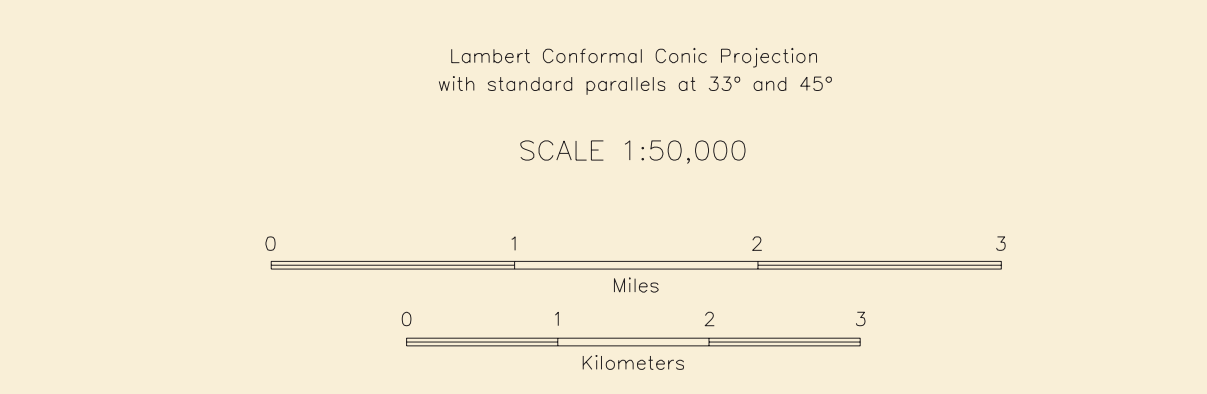 Lambert Conformal Conic Projection
with standard parallels at 33° and 45°
SCALE 1:50,000
0 1 2 3
Miles
0 1 2 3
Kilometers